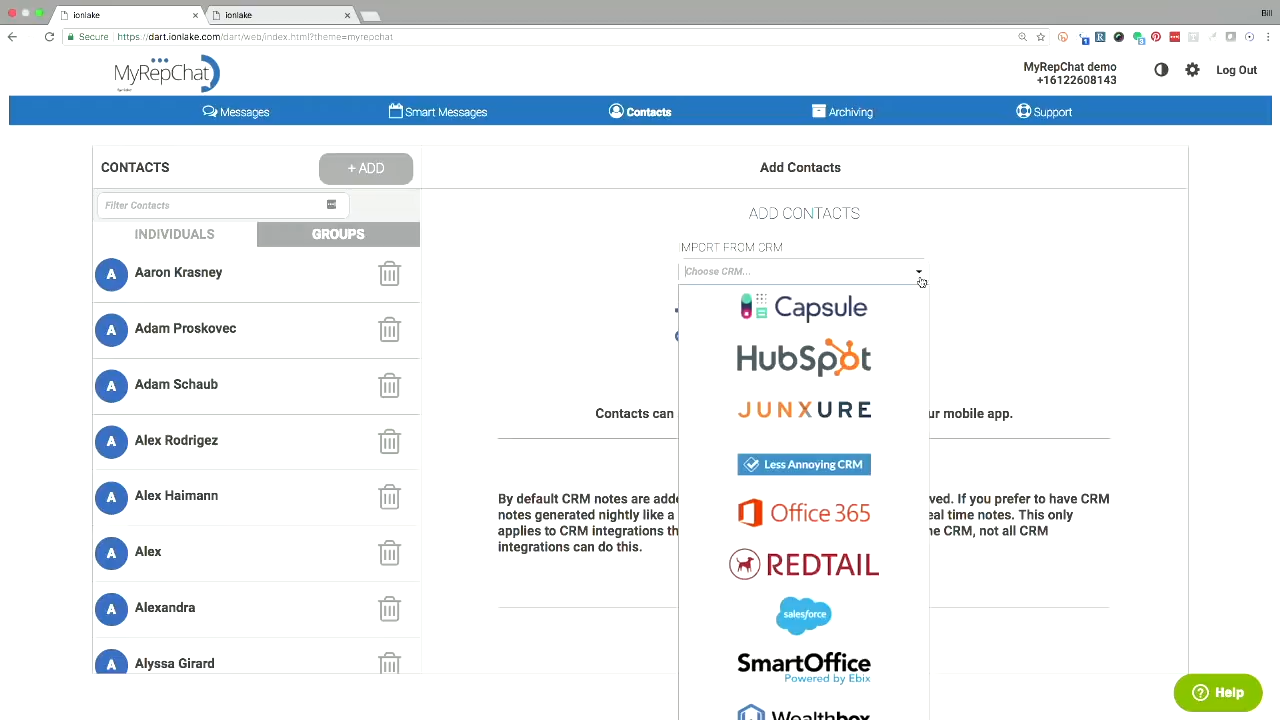 ionlake
ionlake
Bill
Secure
https://dart.ionlake.com/dart/web/index.html?theme=myrepchat
MyRepChat
MyRepChat demo
+16122608143
Log Out
Messages
Smart Messages
Contacts
Archiving
Support
CONTACTS
+ ADD
Add Contacts
Filter Contacts
ADD CONTACTS
INDIVIDUALS
GROUPS
IMPORT FROM CRM
Choose CRM...
A
Aaron Krasney
Capsule
A
Adam Proskovec
HubSpot
A
Adam Schaub
JUNXURE
Contacts can
ur mobile app.
A
Alex Rodrigez
Less Annoying CRM
A
Alex Haimann
By default CRM notes are adde
ved. If you prefer to have CRM
notes generated nightly like a
eal time notes. This only
applies to CRM integrations th
e CRM, not all CRM
integrations can do this.
Office 365
A
Alex
REDTAIL
A
Alexandra
salesforce
A
Alyssa Girard
SmartOffice
Powered by Ebix
Help
Wealthbox